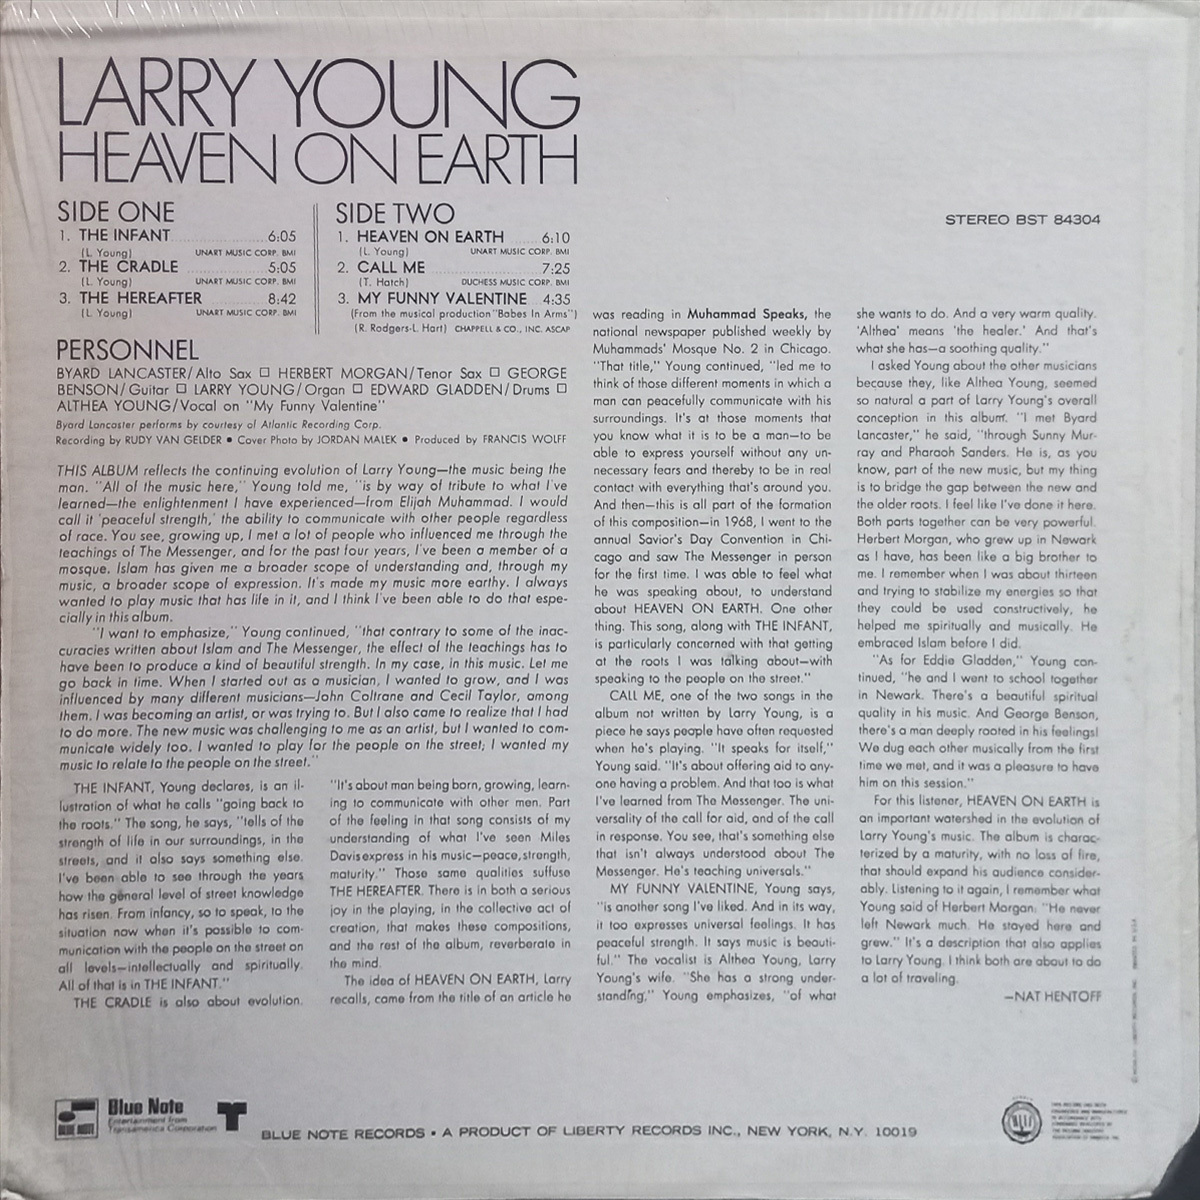 LARRY YOUNG
HEAVEN ON EARTH
SIDE ONE
1. THE INFANT 6:05
(L. Young) UNART MUSIC CORP. BMI
2. THE CRADLE 5:05
(L. Young) UNART MUSIC CORP. BMI
3. THE HEREAFTER 8:42
(L. Young) UNART MUSIC CORP. BMI
SIDE TWO
1. HEAVEN ON EARTH 6:10
(L. Young) UNART MUSIC CORP. BMI
2. CALL ME 7:25
(T. Hatch) DUCHESS MUSIC CORP. BMI
3. MY FUNNY VALENTINE 4:35
(From the musical production "Babes In Arms")
(R. Rodgers-L. Hart) CHAPPELL & CO., INC. ASCAP
STEREO BST 84304
PERSONNEL
BYARD LANCASTER/Alto Sax □ HERBERT MORGAN/Tenor Sax □ GEORGE
BENSON/Guitar □ LARRY YOUNG/Organ □ EDWARD GLADDEN/Drums □
ALTHEA YOUNG/Vocal on "My Funny Valentine"
Byard Lancaster performs by courtesy of Atlantic Recording Corp.
Recording by RUDY VAN GELDER • Cover Photo by JORDAN MALEK • Produced by FRANCIS WOLFF
THIS ALBUM reflects the continuing evolution of Larry Young—the music being the
man. "All of the music here," Young told me, "is by way of tribute to what I've
learned—the enlightenment I have experienced—from Elijah Muhammad. I would
call it 'peaceful strength,' the ability to communicate with other people regardless
of race. You see, growing up, I met a lot of people who influenced me through the
teachings of The Messenger, and for the past four years, I've been a member of a
mosque. Islam has given me a broader scope of understanding and, through my
music, a broader scope of expression. It's made my music more earthy. I always
wanted to play music that has life in it, and I think I've been able to do that espe-
cially in this album.
"I want to emphasize," Young continued, "that contrary to some of the inac-
curacies written about Islam and The Messenger, the effect of the teachings has to
have been to produce a kind of beautiful strength. In my case, in this music. Let me
go back in time. When I started out as a musician, I wanted to grow, and I was
influenced by many different musicians—John Coltrane and Cecil Taylor, among
them. I was becoming an artist, or was trying to. But I also came to realize that I had
to do more. The new music was challenging to me as an artist, but I wanted to com-
municate widely too. I wanted to play for the people on the street; I wanted my
music to relate to the people on the street."
THE INFANT, Young declares, is an il-
lustration of what he calls "going back to
the roots." The song, he says, "tells of the
strength of life in our surroundings, in the
streets, and it also says something else.
I've been able to see through the years
how the general level of street knowledge
has risen. From infancy, so to speak, to the
situation now when it's possible to com-
munication with the people on the street on
all levels—intellectually and spiritually.
All of that is in THE INFANT."
THE CRADLE is also about evolution.
"It's about man being born, growing, learn-
ing to communicate with other men. Part
of the feeling in that song consists of my
understanding of what I've seen Miles
Davis express in his music—peace, strength,
maturity." Those same qualities suffuse
THE HEREAFTER. There is in both a serious
joy in the playing, in the collective act of
creation, that makes these compositions,
and the rest of the album, reverberate in
the mind.
The idea of HEAVEN ON EARTH, Larry
recalls, came from the title of an article he
was reading in Muhammad Speaks, the
national newspaper published weekly by
Muhammads' Mosque No. 2 in Chicago.
"That title," Young continued, "led me to
think of those different moments in which a
man can peacefully communicate with his
surroundings. It's at those moments that
you know what it is to be a man—to be
able to express yourself without any un-
necessary fears and thereby to be in real
contact with everything that's around you.
And then—this is all part of the formation
of this composition—in 1968, I went to the
annual Savior's Day Convention in Chi-
cago and saw The Messenger in person
for the first time. I was able to feel what
he was speaking about, to understand
about HEAVEN ON EARTH. One other
thing. This song, along with THE INFANT,
is particularly concerned with that getting
at the roots I was talking about—with
speaking to the people on the street."
CALL ME, one of the two songs in the
album not written by Larry Young, is a
piece he says people have often requested
when he's playing. "It speaks for itself,"
Young said. "It's about offering aid to any-
one having a problem. And that too is what
I've learned from The Messenger. The uni-
versality of the call for aid, and of the call
in response. You see, that's something else
that isn't always understood about The
Messenger. He's teaching universals."
MY FUNNY VALENTINE, Young says,
"is another song I've liked. And in its way,
it too expresses universal feelings. It has
peaceful strength. It says music is beauti-
ful." The vocalist is Althea Young, Larry
Young's wife. "She has a strong under-
standing," Young emphasizes, "of what
she wants to do. And a very warm quality.
'Althea' means 'the healer.' And that's
what she has—a soothing quality."
I asked Young about the other musicians
because they, like Althea Young, seemed
so natural a part of Larry Young's overall
conception in this album. "I met Byard
Lancaster," he said, "through Sunny Mur-
ray and Pharaoh Sanders. He is, as you
know, part of the new music, but my thing
is to bridge the gap between the new and
the older roots. I feel like I've done it here.
Both parts together can be very powerful.
Herbert Morgan, who grew up in Newark
as I have, has been like a big brother to
me. I remember when I was about thirteen
and trying to stabilize my energies so that
they could be used constructively, he
helped me spiritually and musically. He
embraced Islam before I did.
"As for Eddie Gladden," Young con-
tinued, "he and I went to school together
in Newark. There's a beautiful spiritual
quality in his music. And George Benson,
there's a man deeply rooted in his feelings!
We dug each other musically from the first
time we met, and it was a pleasure to have
him on this session."
For this listener, HEAVEN ON EARTH is
an important watershed in the evolution of
Larry Young's music. The album is charac-
terized by a maturity, with no loss of fire,
that should expand his audience consider-
ably. Listening to it again, I remember what
Young said of Herbert Morgan: "He never
left Newark much. He stayed here and
grew." It's a description that also applies
to Larry Young. I think both are about to do
a lot of traveling.
—NAT HENTOFF
BLUE NOTE
Blue Note
Entertainment from
Transamerica Corporation
BLUE NOTE RECORDS • A PRODUCT OF LIBERTY RECORDS INC., NEW YORK, N.Y. 10019